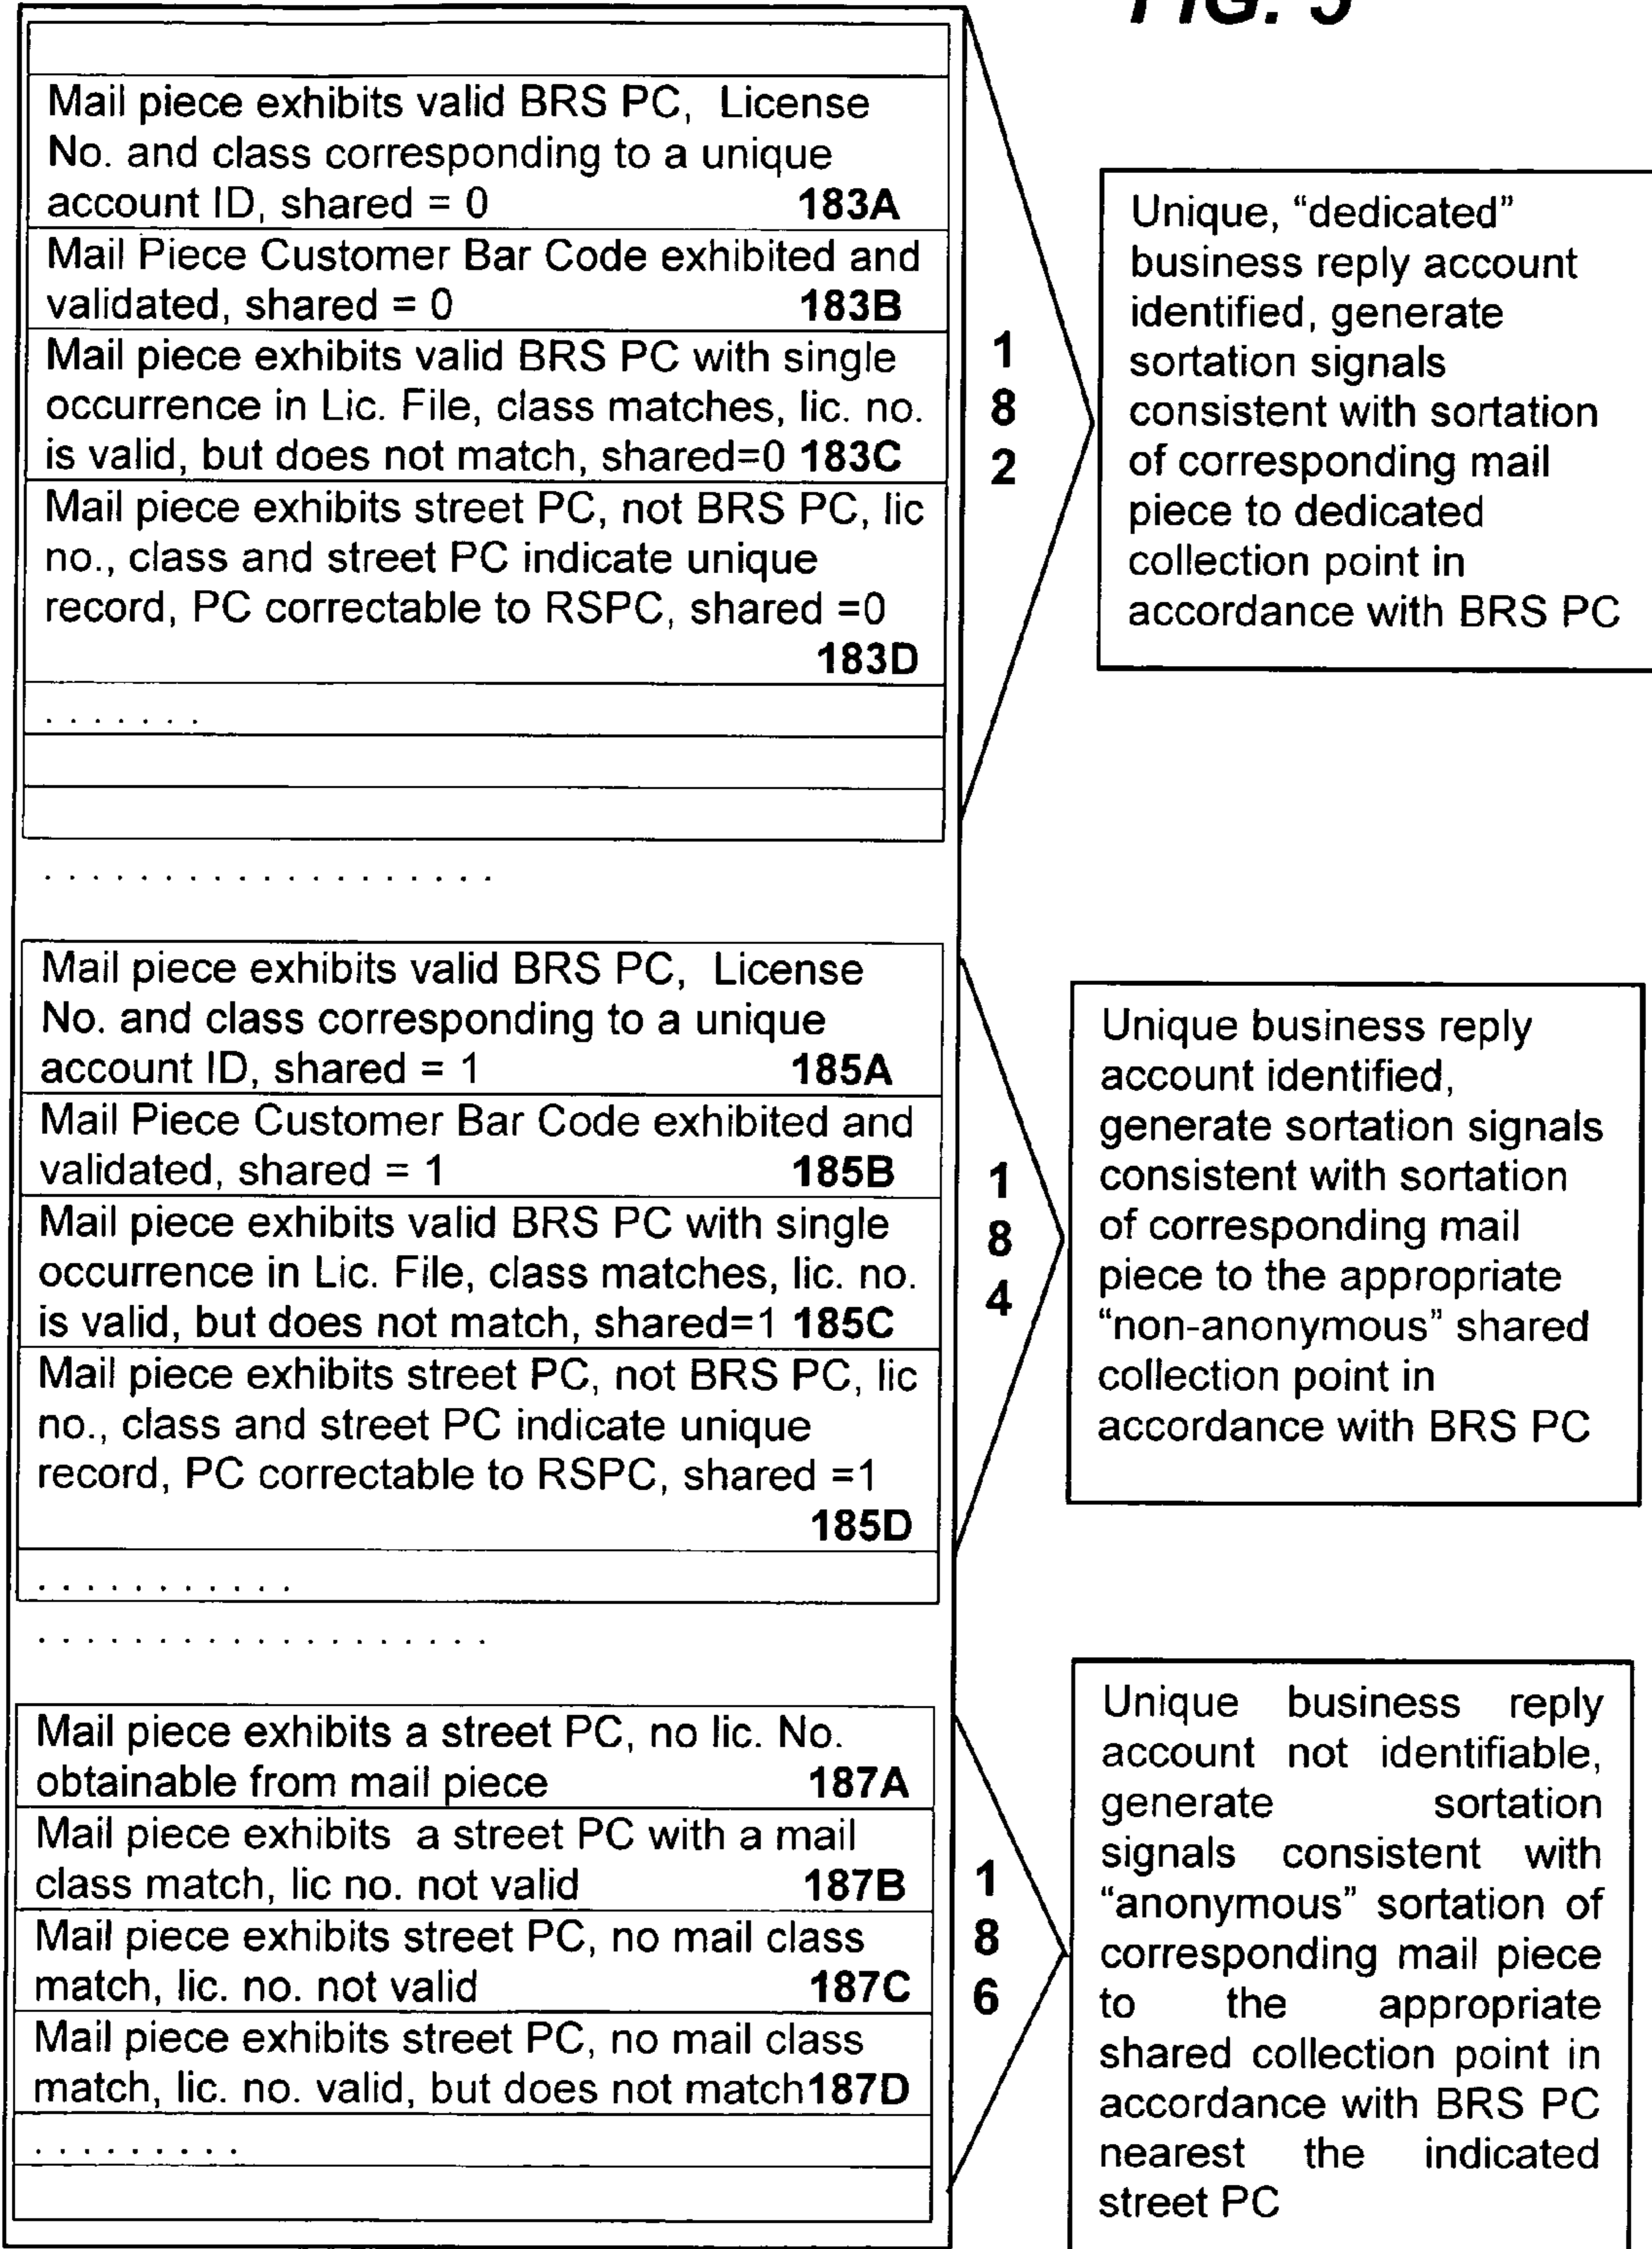 FIG. 5
Mail piece exhibits valid BRS PC, License
No. and class corresponding to a unique
account ID, shared = 0 183A
Mail Piece Customer Bar Code exhibited and
validated, shared = 0 183B
Mail piece exhibits valid BRS PC with single
occurrence in Lic. File, class matches, lic. no.
is valid, but does not match, shared=0 183C
Mail piece exhibits street PC, not BRS PC, lic
no., class and street PC indicate unique
record, PC correctable to RSPC, shared =0
183D
. . . . . . .
1
8
2
Unique, “dedicated”
business reply account
identified, generate
sortation signals
consistent with sortation
of corresponding mail
piece to dedicated
collection point in
accordance with BRS PC
. . . . . . . . . . . . . . . . . . .
Mail piece exhibits valid BRS PC, License
No. and class corresponding to a unique
account ID, shared = 1 185A
Mail Piece Customer Bar Code exhibited and
validated, shared = 1 185B
Mail piece exhibits valid BRS PC with single
occurrence in Lic. File, class matches, lic. no.
is valid, but does not match, shared=1 185C
Mail piece exhibits street PC, not BRS PC, lic
no., class and street PC indicate unique
record, PC correctable to RSPC, shared =1
185D
. . . . . . . . . . .
1
8
4
Unique business reply
account identified,
generate sortation signals
consistent with sortation
of corresponding mail
piece to the appropriate
“non-anonymous” shared
collection point in
accordance with BRS PC
. . . . . . . . . . . . . . . . . . .
Mail piece exhibits a street PC, no lic. No.
obtainable from mail piece 187A
Mail piece exhibits a street PC with a mail
class match, lic no. not valid 187B
Mail piece exhibits street PC, no mail class
match, lic. no. not valid 187C
Mail piece exhibits street PC, no mail class
match, lic. no. valid, but does not match187D
. . . . . . . . .
1
8
6
Unique business reply
account not identifiable,
generate sortation
signals consistent with
“anonymous” sortation of
corresponding mail piece
to the appropriate
shared collection point in
accordance with BRS PC
nearest the indicated
street PC